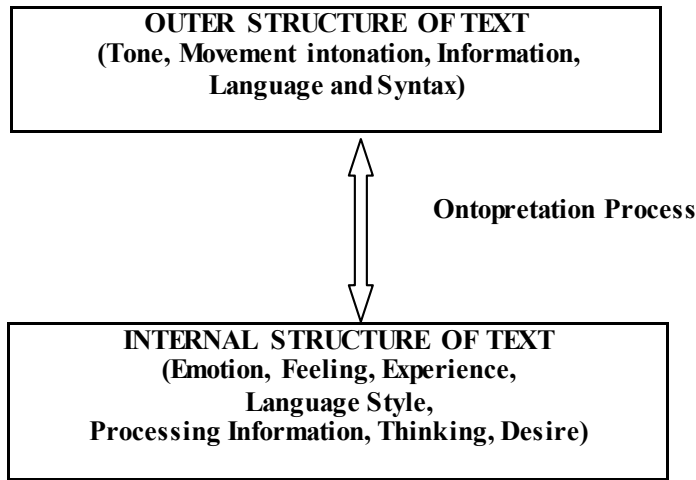 OUTER STRUCTURE OF TEXT
(Tone, Movement intonation, Information,
Language and Syntax)
Ontopretation Process
INTERNAL STRUCTURE OF TEXT
(Emotion, Feeling, Experience,
Language Style,
Processing Information, Thinking, Desire)